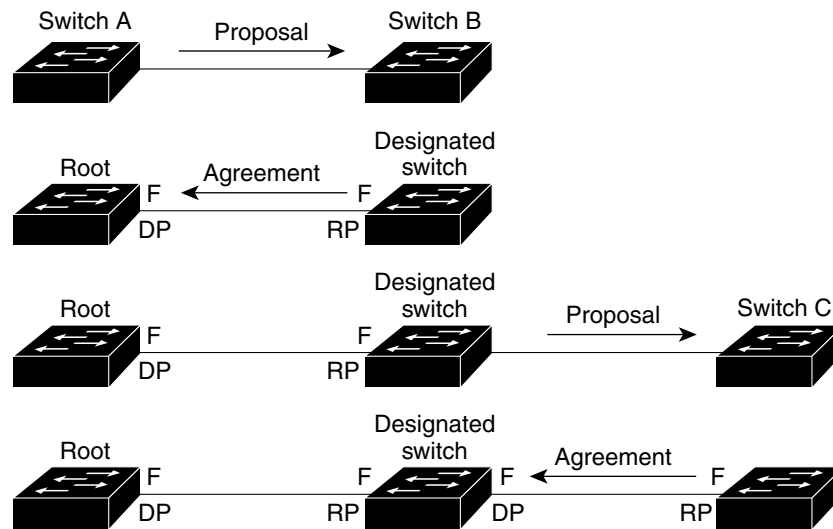 Switch A
Proposal
Switch B
Root
Agreement
Designated
switch
F
F
DP
RP
Root
Designated
switch
Proposal
Switch C
F
F
DP
RP
Root
Designated
switch
Agreement
F
F
F
F
DP
RP
DP
RP